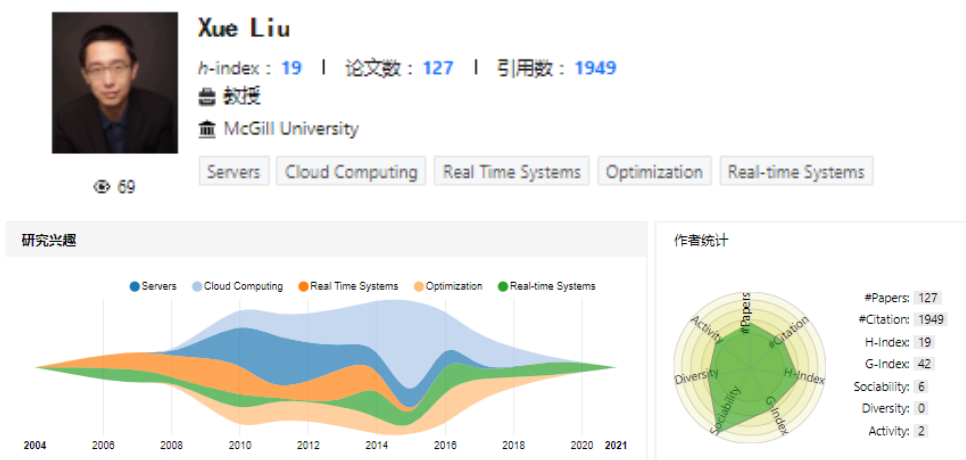 Xue Liu
h-index : 19 | 论文数 : 127 | 引用数 : 1949
教授
McGill University
69
Servers Cloud Computing Real Time Systems Optimization Real-time Systems
研究兴趣
Servers Cloud Computing Real Time Systems Optimization Real-time Systems
2004 2006 2008 2010 2012 2014 2016 2018 2020 2021
作者统计
#Papers
#Citation
H-Index
G-Index
Sociability
Diversity
Activity
#Papers: 127
#Citation: 1949
H-Index: 19
G-Index: 42
Sociability: 6
Diversity: 0
Activity: 2